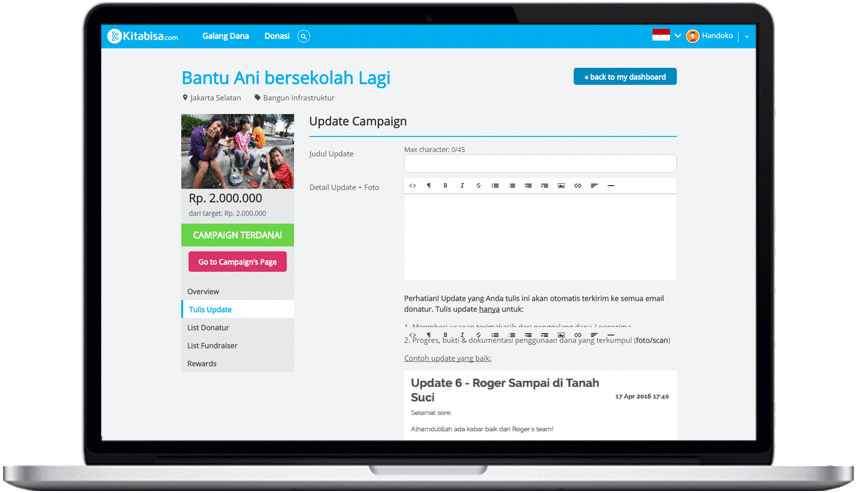 Kitabisa.com Galang Dana Donasi Handoko
Bantu Ani bersekolah Lagi
« back to my dashboard
Jakarta Selatan Bangun Infrastruktur
Update Campaign
Judul Update
Max character: 0/45
Detail Update + Foto
Rp. 2.000.000
dari target: Rp. 2.000.000
CAMPAIGN TERDANAI
Go to Campaign's Page
Overview
Tulis Update
List Donatur
List Fundraiser
Rewards
Perhatian! Update yang Anda tulis ini akan otomatis terkirim ke semua email
donatur. Tulis update hanya untuk:
1. Memberi ucapan terimakasih dari penggalang dana / penerima
2. Progres, bukti & dokumentasi penggunaan dana yang terkumpul (foto/scan)
Contoh update yang baik:
Update 6 - Roger Sampai di Tanah
Suci
17 Apr 2016 17:40
Selamat sore,
Alhamdulillah ada kabar baik dari Roger's team!